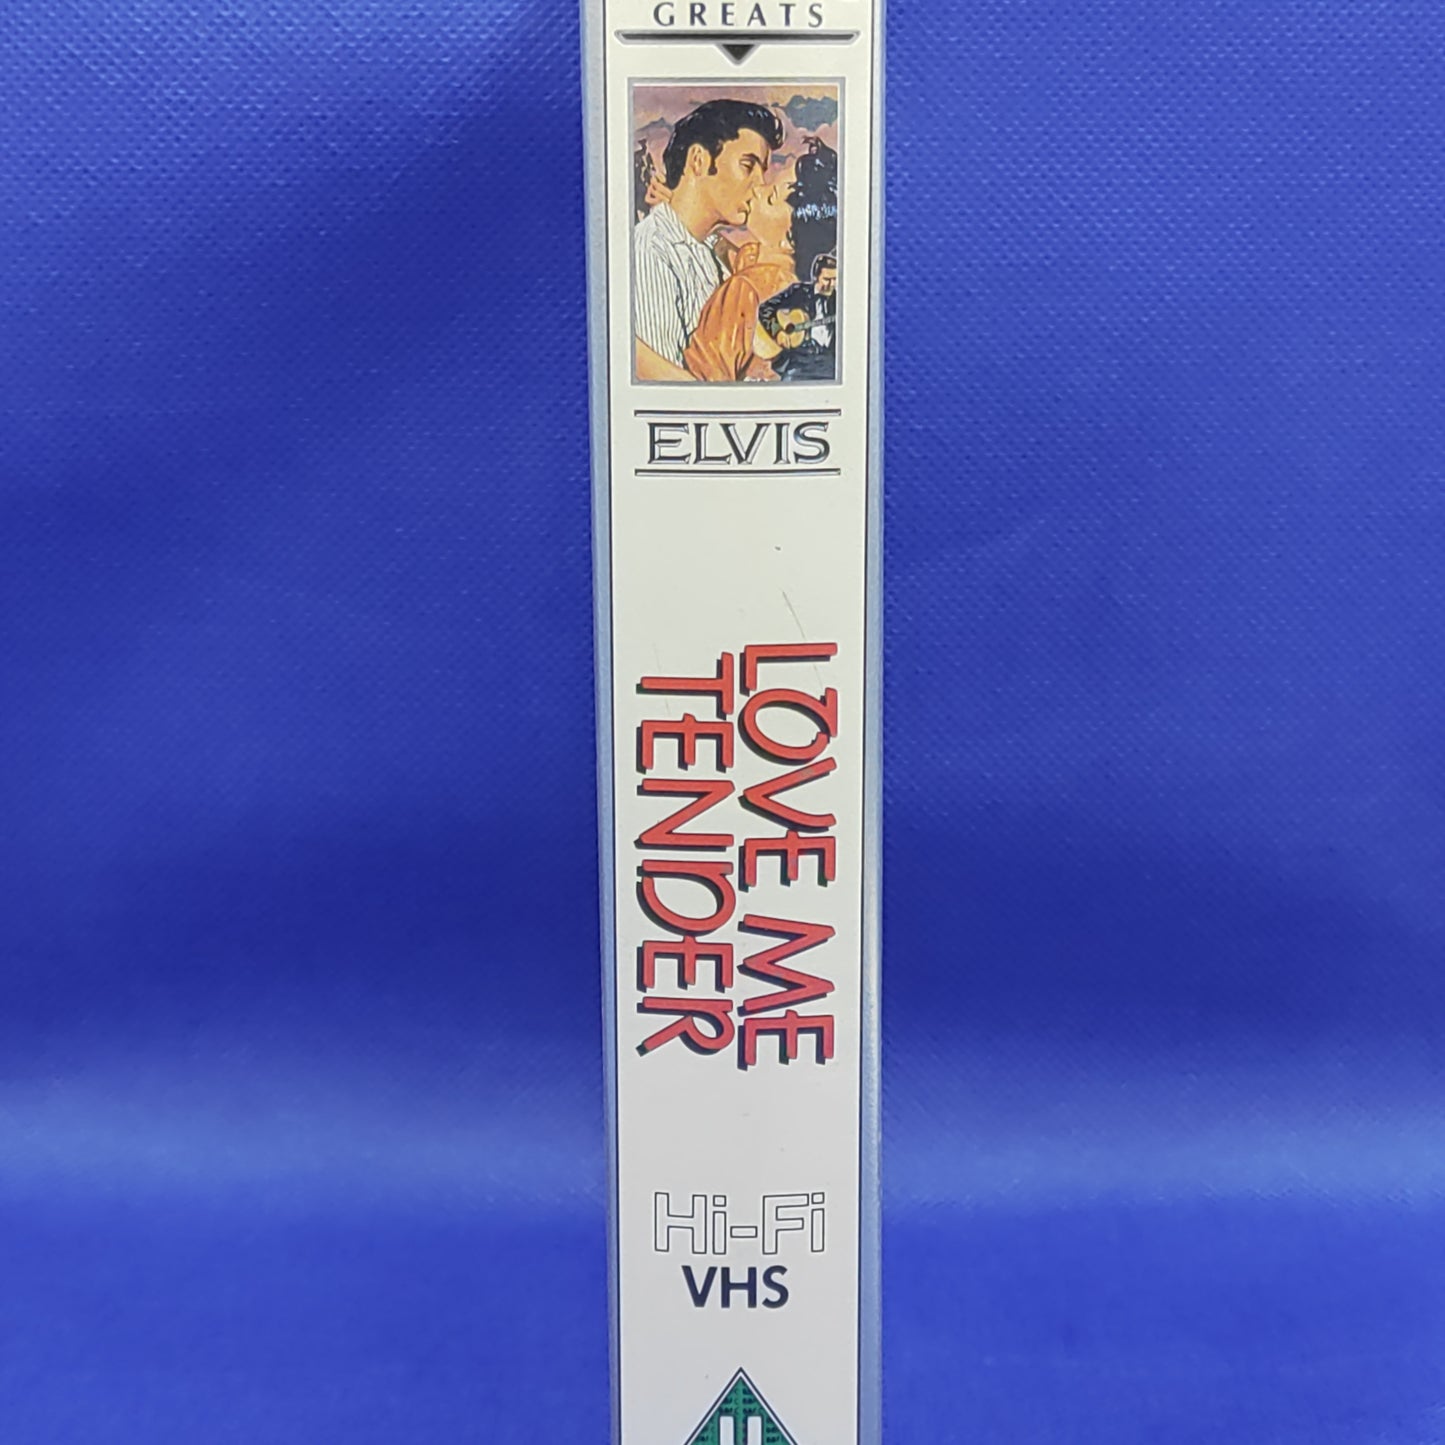 GREATS
ELVIS
LOVE ME
TENDER
Hi-Fi
VHS
U